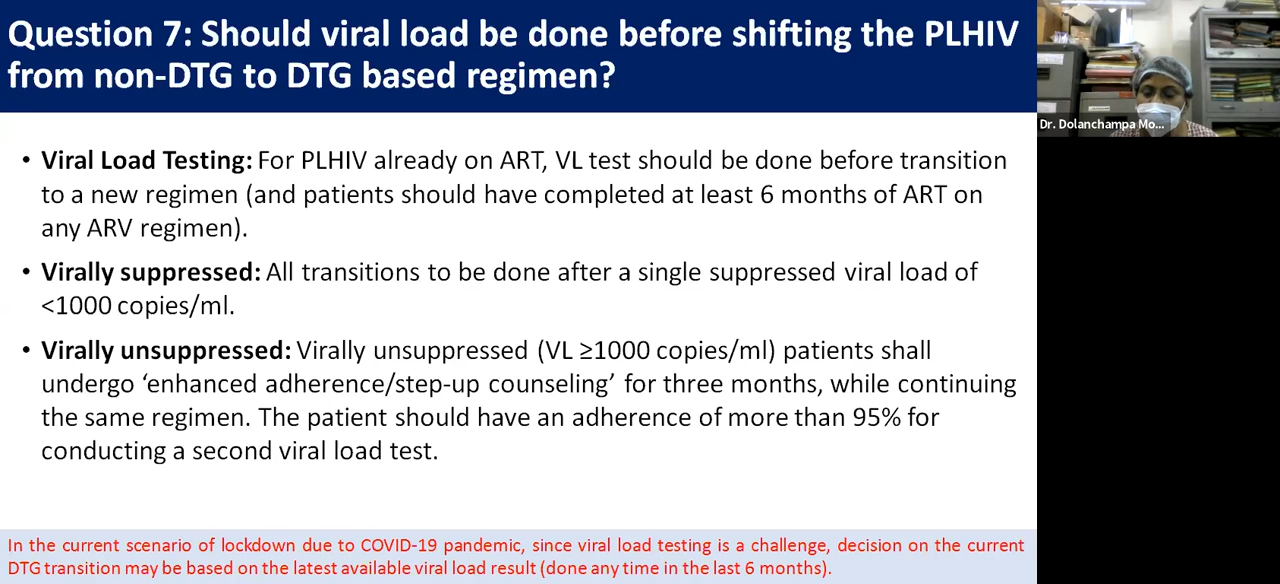 Question 7: Should viral load be done before shifting the PLHIV
from non-DTG to DTG based regimen?
Dr. Dolanchampa Mo...
• Viral Load Testing: For PLHIV already on ART, VL test should be done before transition
to a new regimen (and patients should have completed at least 6 months of ART on
any ARV regimen).
• Virally suppressed: All transitions to be done after a single suppressed viral load of
<1000 copies/ml.
• Virally unsuppressed: Virally unsuppressed (VL ≥1000 copies/ml) patients shall
undergo ‘enhanced adherence/step-up counseling’ for three months, while continuing
the same regimen. The patient should have an adherence of more than 95% for
conducting a second viral load test.
In the current scenario of lockdown due to COVID-19 pandemic, since viral load testing is a challenge, decision on the current
DTG transition may be based on the latest available viral load result (done any time in the last 6 months).